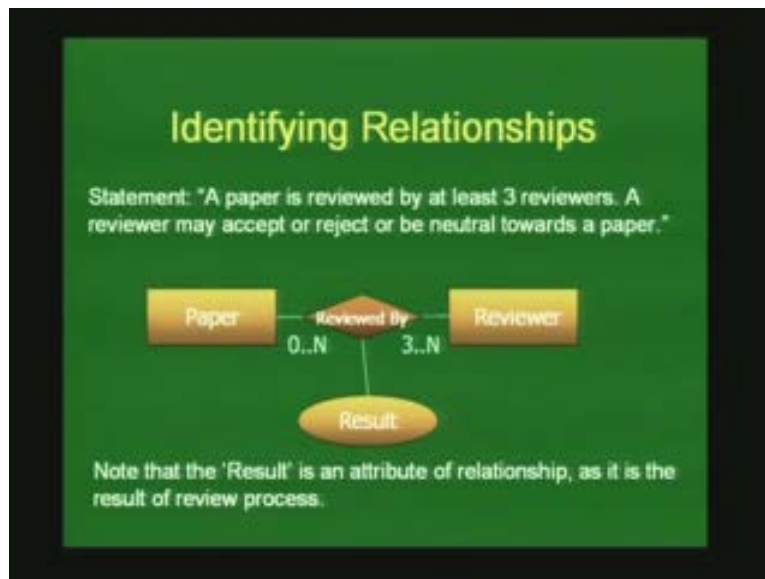 Identifying Relationships
Statement: "A paper is reviewed by at least 3 reviewers. A
reviewer may accept or reject or be neutral towards a paper."
Paper
Reviewed By
Reviewer
0..N
3..N
Result
Note that the 'Result' is an attribute of relationship, as it is the
result of review process.